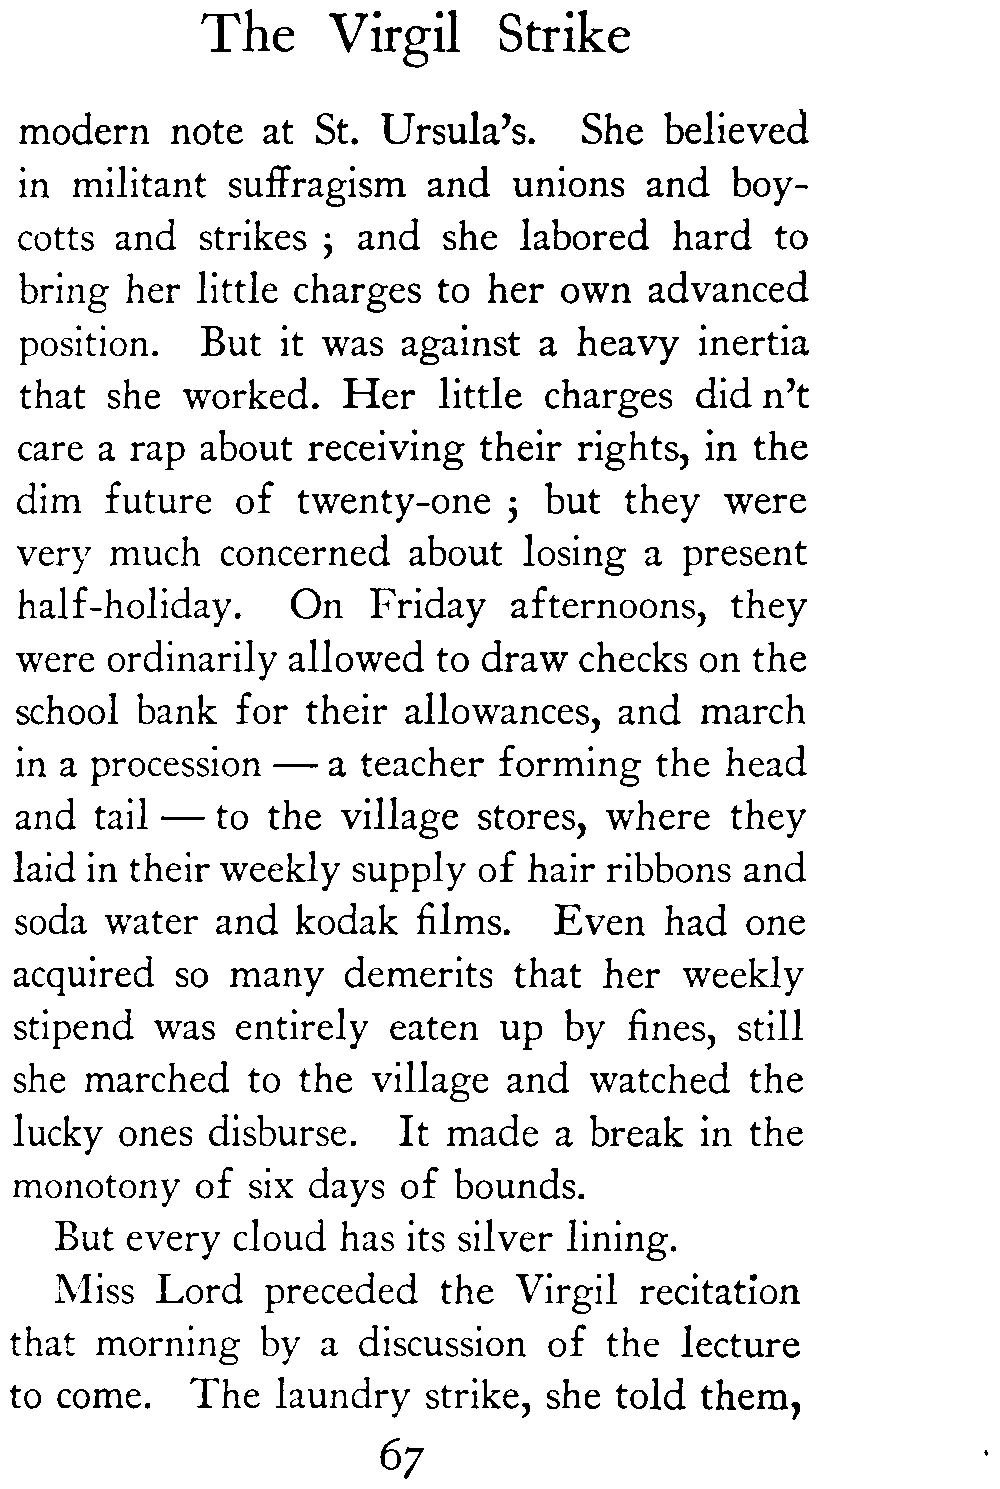 The Virgil Strike
modern note at St. Ursula's. She believed
in militant suffragism and unions and boy-
cotts and strikes ; and she labored hard to
bring her little charges to her own advanced
position. But it was against a heavy inertia
that she worked. Her little charges did n't
care a rap about receiving their rights, in the
dim future of twenty-one ; but they were
very much concerned about losing a present
half-holiday. On Friday afternoons, they
were ordinarily allowed to draw checks on the
school bank for their allowances, and march
in a procession — a teacher forming the head
and tail — to the village stores, where they
laid in their weekly supply of hair ribbons and
soda water and kodak films. Even had one
acquired so many demerits that her weekly
stipend was entirely eaten up by fines, still
she marched to the village and watched the
lucky ones disburse. It made a break in the
monotony of six days of bounds.
But every cloud has its silver lining.
Miss Lord preceded the Virgil recitation
that morning by a discussion of the lecture
to come. The laundry strike, she told them,
67